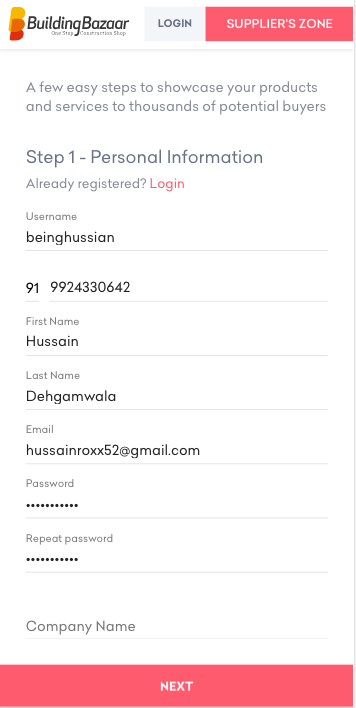 BuildingBazaar
One Stop Construction Shop
LOGIN
SUPPLIER'S ZONE
A few easy steps to showcase your products
and services to thousands of potential buyers
Step 1 - Personal Information
Already registered? Login
Username
beinghussian
91 9924330642
First Name
Hussain
Last Name
Dehgamwala
Email
hussainroxx52@gmail.com
Password
•••••••••••
Repeat password
•••••••••••
Company Name
NEXT